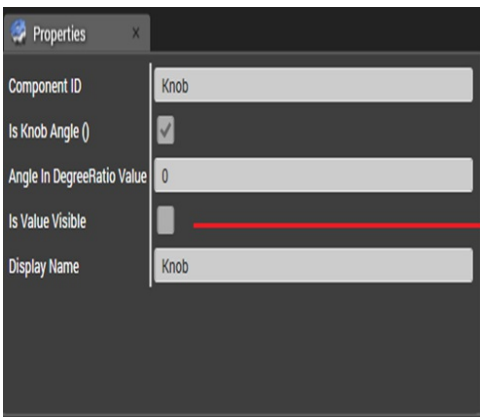 Properties x
Component ID Knob
Is Knob Angle ()
Angle In DegreeRatio Value 0
Is Value Visible
Display Name Knob